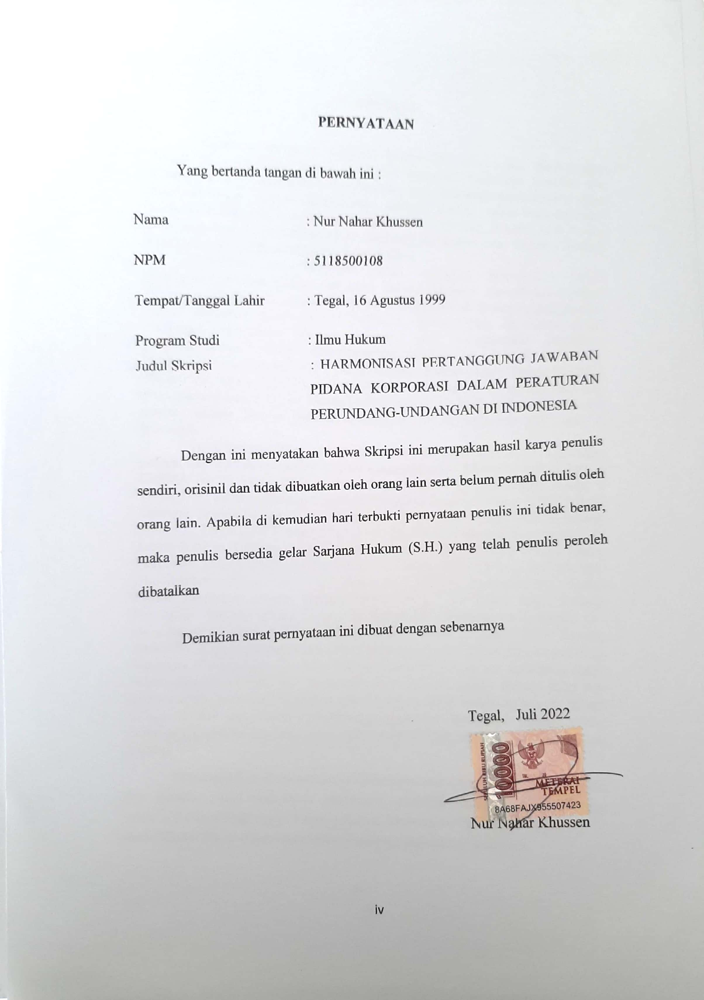 PERNYATAAN
Yang bertanda tangan di bawah ini :
Nama : Nur Nahar Khussen
NPM : 5118500108
Tempat/Tanggal Lahir : Tegal, 16 Agustus 1999
Program Studi : Ilmu Hukum
Judul Skripsi : HARMONISASI PERTANGGUNG JAWABAN
PIDANA KORPORASI DALAM PERATURAN
PERUNDANG-UNDANGAN DI INDONESIA
Dengan ini menyatakan bahwa Skripsi ini merupakan hasil karya penulis
sendiri, orisinil dan tidak dibuatkan oleh orang lain serta belum pernah ditulis oleh
orang lain. Apabila di kemudian hari terbukti pernyataan penulis ini tidak benar,
maka penulis bersedia gelar Sarjana Hukum (S.H.) yang telah penulis peroleh
dibatalkan
Demikian surat pernyataan ini dibuat dengan sebenarnya
Tegal, Juli 2022
SEPULUH RIBU RUPIAH
10000
TGL. 20
METERAI
TEMPEL
8A68FAJX955507423
Nur Nahar Khussen
iv